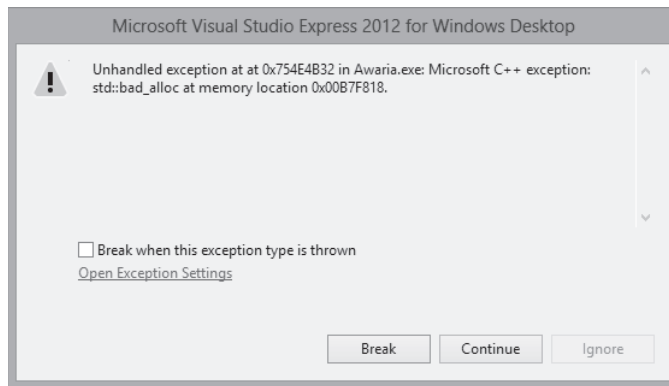 Microsoft Visual Studio Express 2012 for Windows Desktop
Unhandled exception at at 0x754E4B32 in Awaria.exe: Microsoft C++ exception:
std::bad_alloc at memory location 0x00B7F818.
Break when this exception type is thrown
Open Exception Settings
Break Continue Ignore